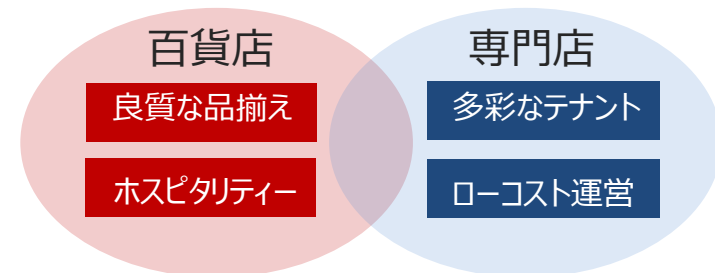 百貨店
良質な品揃え
ホスピタリティー
専門店
多彩なテナント
ローコスト運営